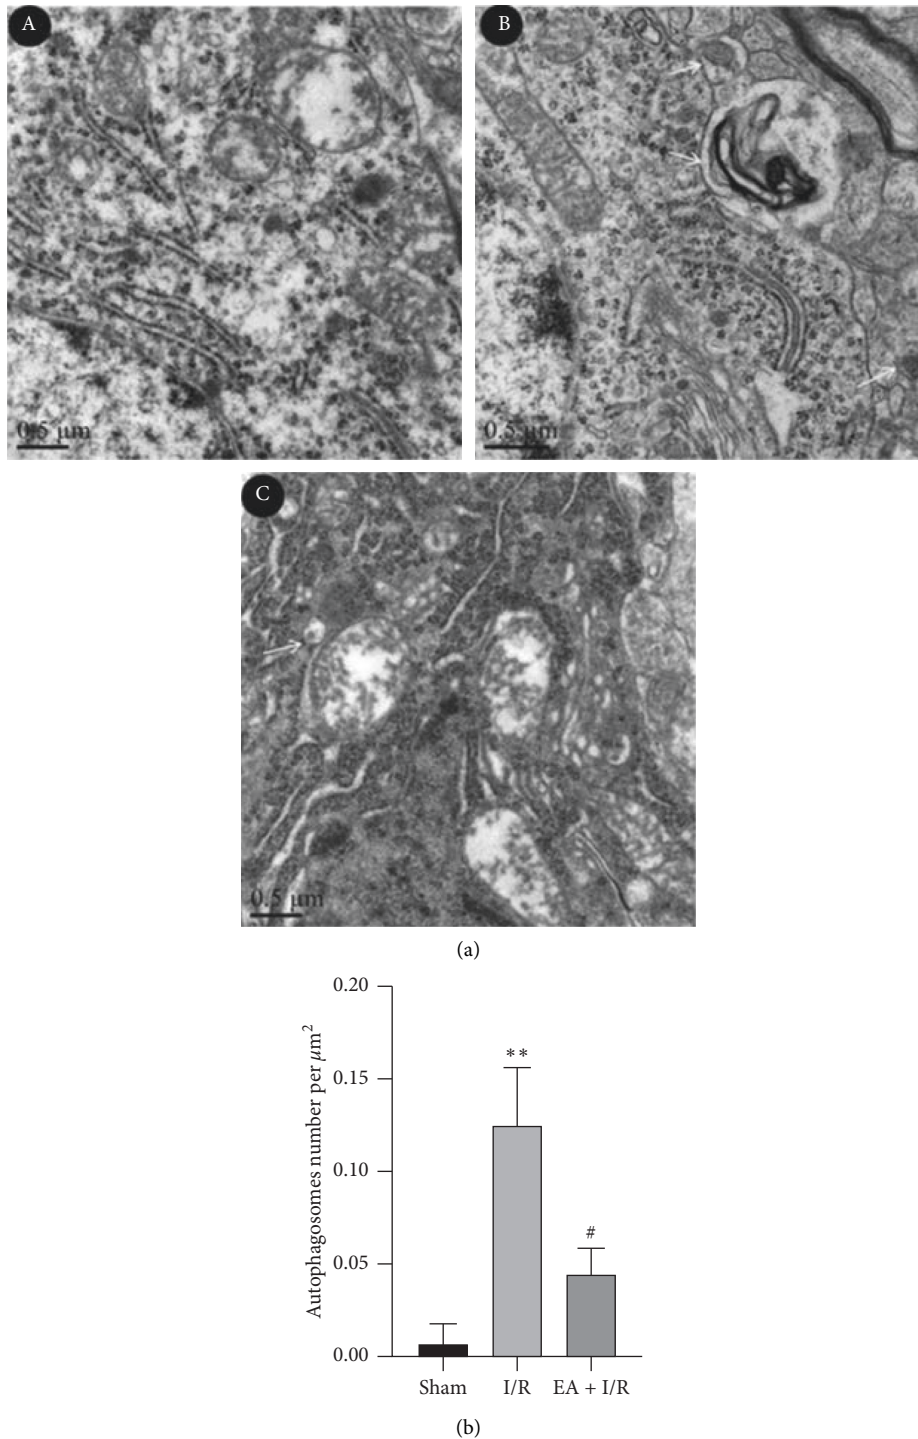 A
B
0.5 μm
0.5 μm
C
0.5 μm
(a)
Autophagosomes number per μm²
0.20
0.15
0.10
0.05
0.00
**
#
Sham
I/R
EA + I/R
(b)